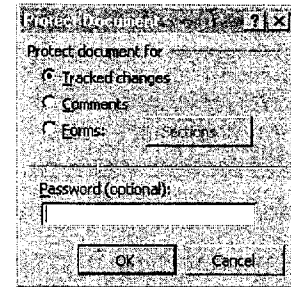 Protect Document
Protect document for
Tracked changes
Comments
Forms: Sections...
Password (optional):
OK Cancel